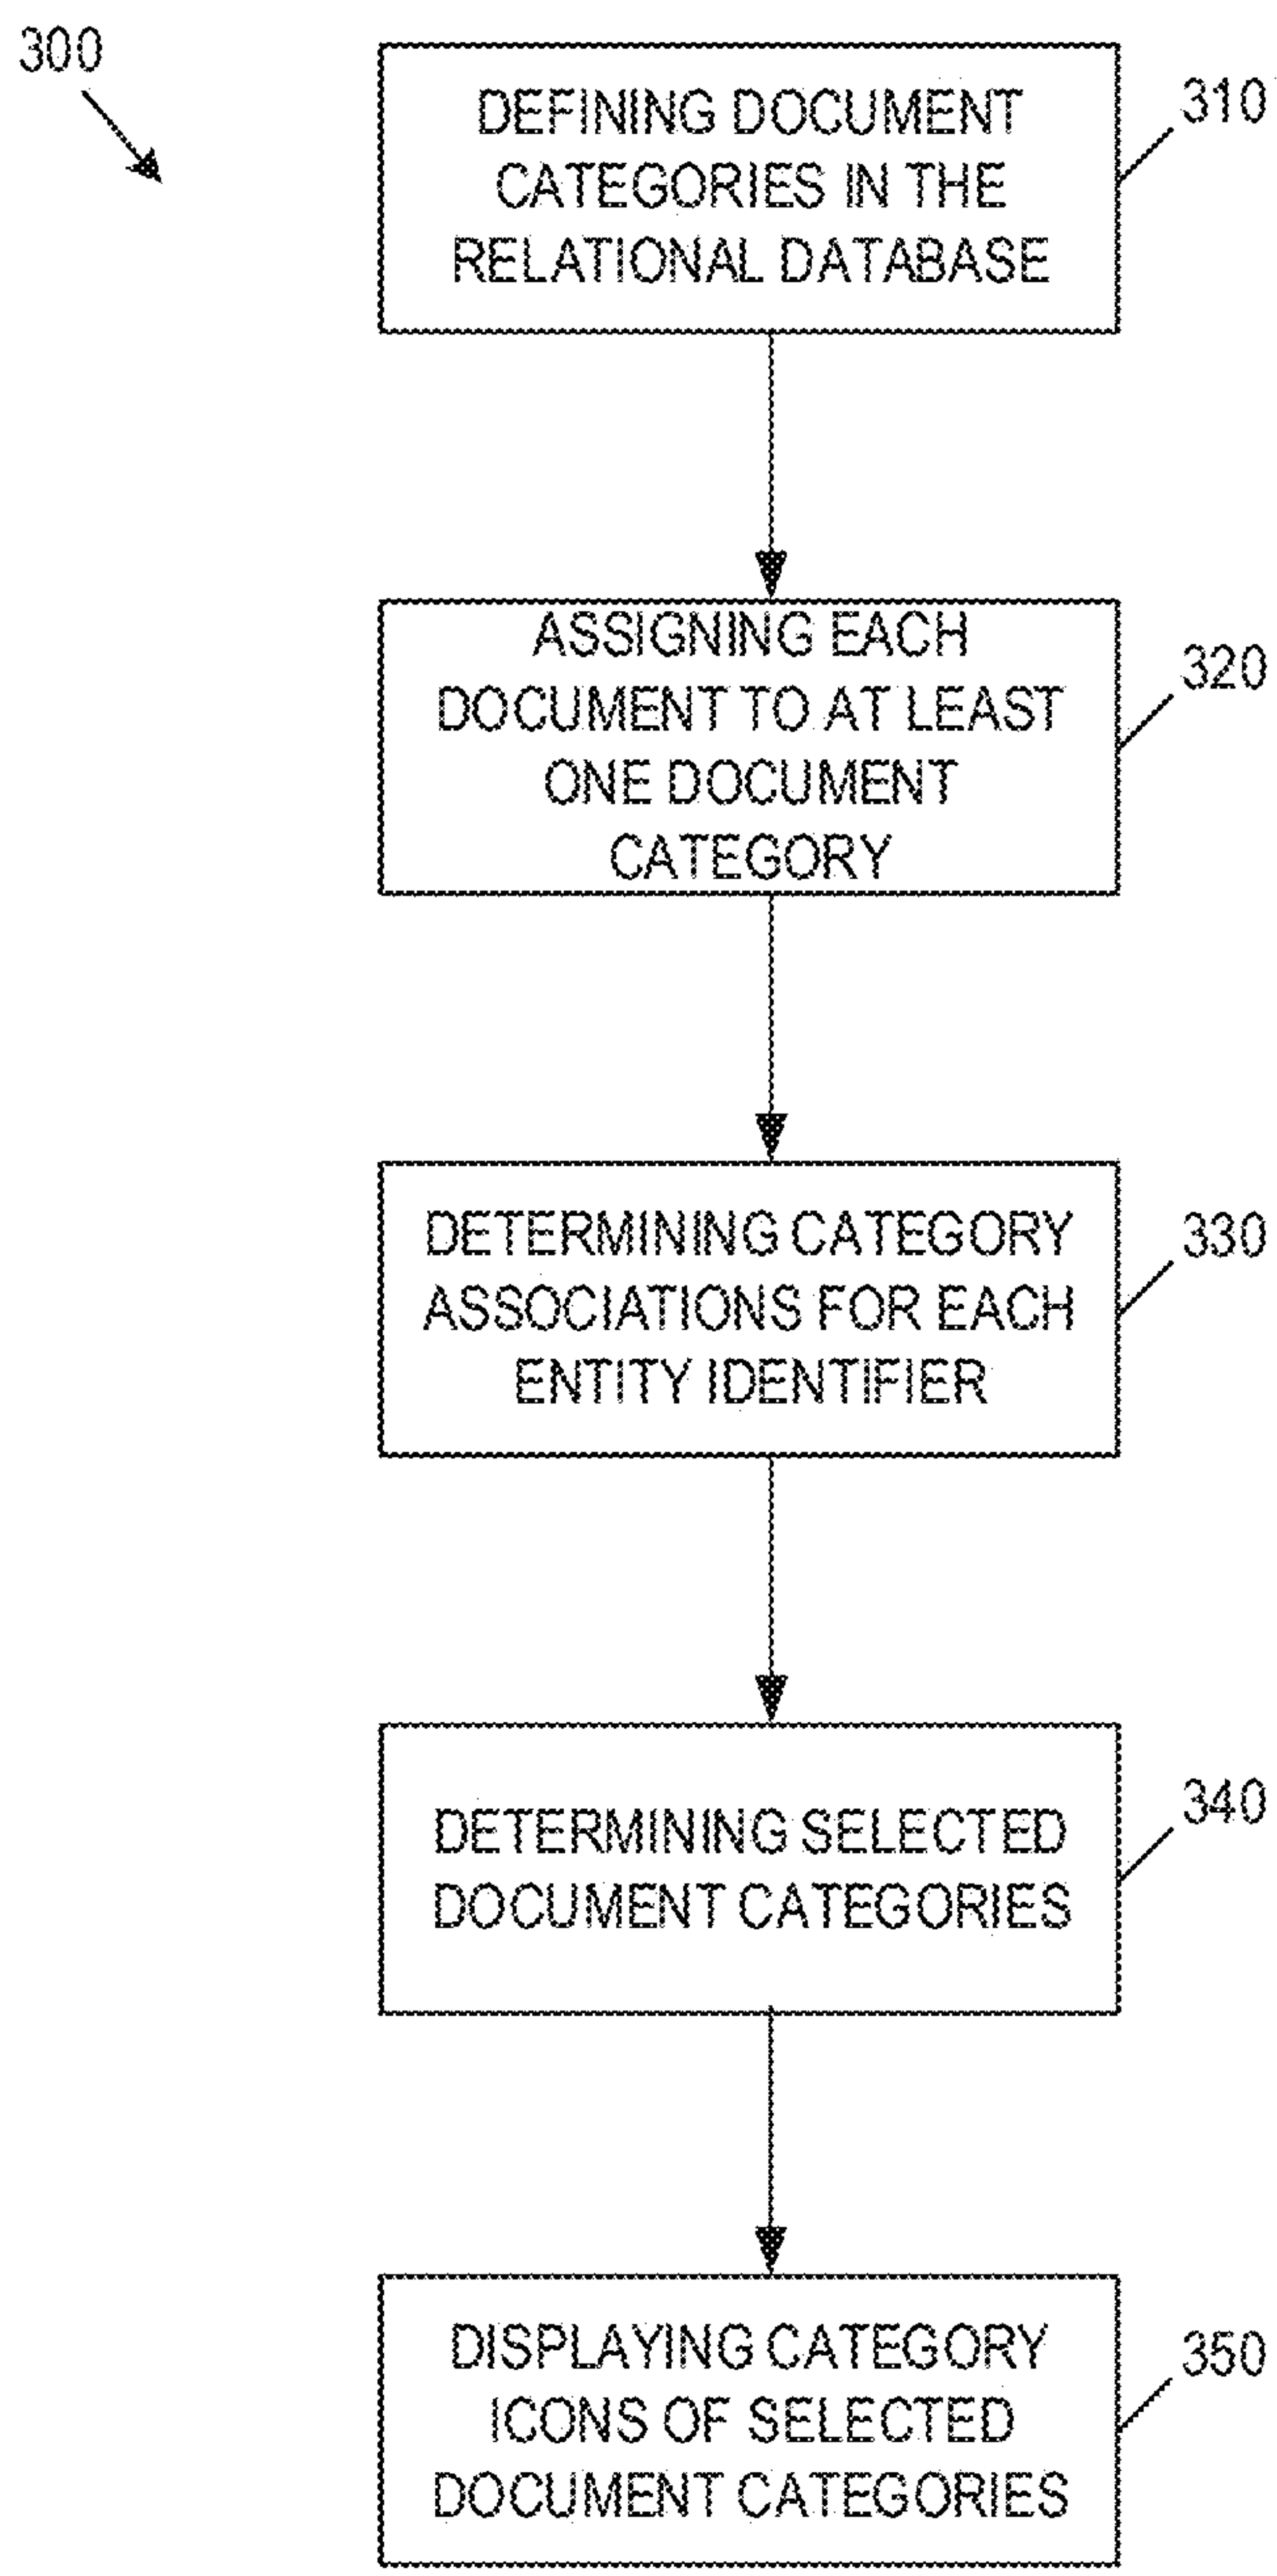 300
DEFINING DOCUMENT
CATEGORIES IN THE
RELATIONAL DATABASE
310
ASSIGNING EACH
DOCUMENT TO AT LEAST
ONE DOCUMENT
CATEGORY
320
DETERMINING CATEGORY
ASSOCIATIONS FOR EACH
ENTITY IDENTIFIER
330
DETERMINING SELECTED
DOCUMENT CATEGORIES
340
DISPLAYING CATEGORY
ICONS OF SELECTED
DOCUMENT CATEGORIES
350